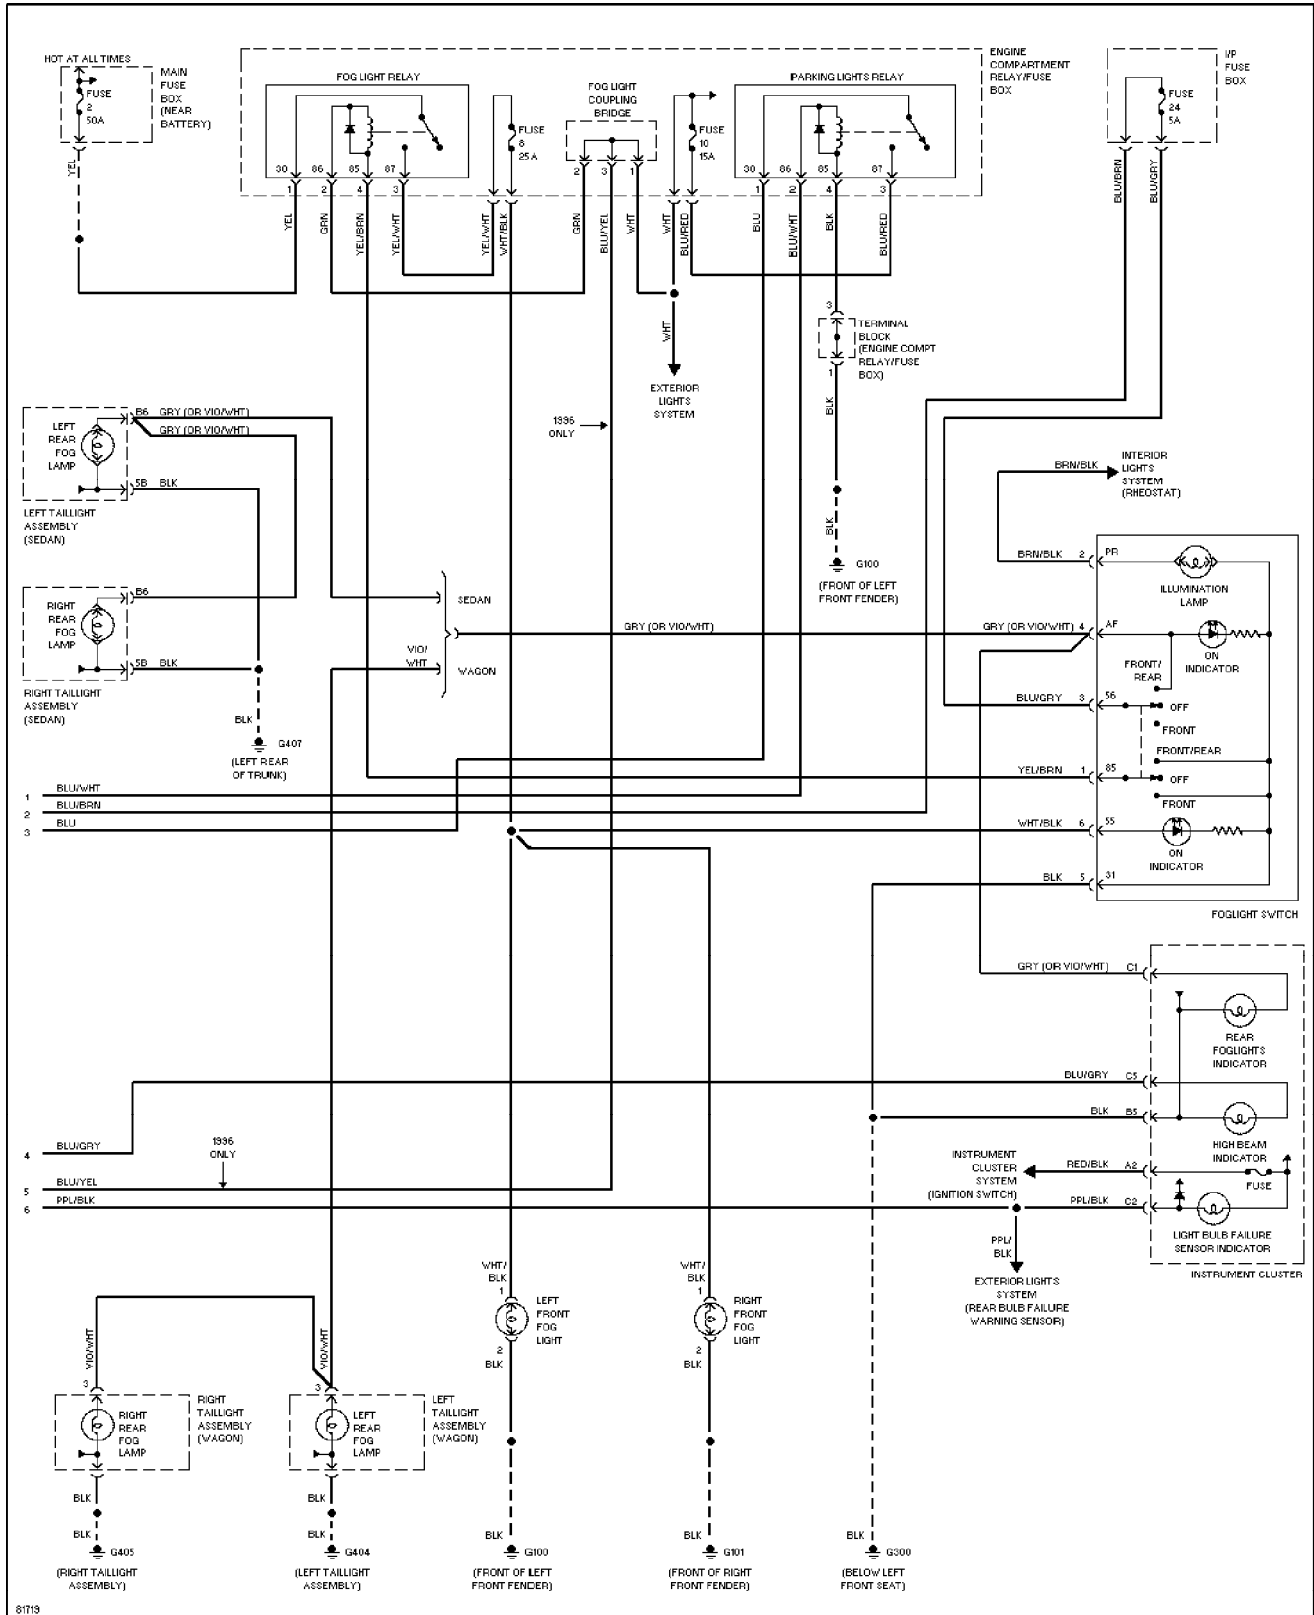 HOT AT ALL TIMES
FUSE
2
50A
MAIN
FUSE
BOX
(NEAR
BATTERY)
YEL
FOG LIGHT RELAY
30
86
85
87
1
2
4
3
YEL
GRN
YEL/BRN
YEL/WHT
FUSE
8
25A
YEL/WHT
WHT/BLK
FOG LIGHT
COUPLING
BRIDGE
2
3
1
GRN
BLU/YEL
WHT
FUSE
10
15A
WHT
BLU/RED
PARKING LIGHTS RELAY
30
86
85
87
1
2
4
3
BLU
BLU/WHT
BLK
BLU/RED
ENGINE
COMPARTMENT
RELAY/FUSE
BOX
FUSE
24
5A
I/P
FUSE
BOX
BLU/BRN
BLU/GRY
WHT
EXTERIOR
LIGHTS
SYSTEM
3
TERMINAL
BLOCK
(ENGINE COMPT
RELAY/FUSE
BOX)
1
BLK
BLK
G100
(FRONT OF LEFT
FRONT FENDER)
1996
ONLY
LEFT
REAR
FOG
LAMP
B6
GRY (OR VIO/WHT)
GRY (OR VIO/WHT)
5B
BLK
LEFT TAILLIGHT
ASSEMBLY
(SEDAN)
RIGHT
REAR
FOG
LAMP
B6
5B
BLK
RIGHT TAILLIGHT
ASSEMBLY
(SEDAN)
BLK
G407
(LEFT REAR
OF TRUNK)
SEDAN
VIO/
WHT
WAGON
GRY (OR VIO/WHT)
BRN/BLK
INTERIOR
LIGHTS
SYSTEM
(RHEOSTAT)
BRN/BLK 2
PR
ILLUMINATION
LAMP
GRY (OR VIO/WHT) 4
AF
ON
INDICATOR
FRONT/
REAR
BLU/GRY 3
56
OFF
FRONT
FRONT/REAR
YEL/BRN 1
85
OFF
FRONT
WHT/BLK 6
55
ON
INDICATOR
BLK 5
31
FOGLIGHT SWITCH
1 BLU/WHT
2 BLU/BRN
3 BLU
GRY (OR VIO/WHT) C1
REAR
FOGLIGHTS
INDICATOR
BLU/GRY C5
BLK B5
HIGH BEAM
INDICATOR
INSTRUMENT
CLUSTER
SYSTEM
(IGNITION SWITCH)
RED/BLK A2
FUSE
PPL/BLK C2
LIGHT BULB FAILURE
SENSOR INDICATOR
INSTRUMENT CLUSTER
4 BLU/GRY
1996
ONLY
5 BLU/YEL
6 PPL/BLK
PPL/
BLK
EXTERIOR LIGHTS
SYSTEM
(REAR BULB FAILURE
WARNING SENSOR)
WHT/
BLK
1
LEFT
FRONT
FOG
LIGHT
2
BLK
WHT/
BLK
1
RIGHT
FRONT
FOG
LIGHT
2
BLK
VIO/WHT
3
RIGHT
REAR
FOG
LAMP
RIGHT
TAILLIGHT
ASSEMBLY
(WAGON)
VIO/WHT
3
LEFT
REAR
FOG
LAMP
LEFT
TAILLIGHT
ASSEMBLY
(WAGON)
BLK
BLK
G405
(RIGHT TAILLIGHT
ASSEMBLY)
BLK
BLK
G404
(LEFT TAILLIGHT
ASSEMBLY)
BLK
G100
(FRONT OF LEFT
FRONT FENDER)
BLK
G101
(FRONT OF RIGHT
FRONT FENDER)
BLK
G300
(BELOW LEFT
FRONT SEAT)
81719